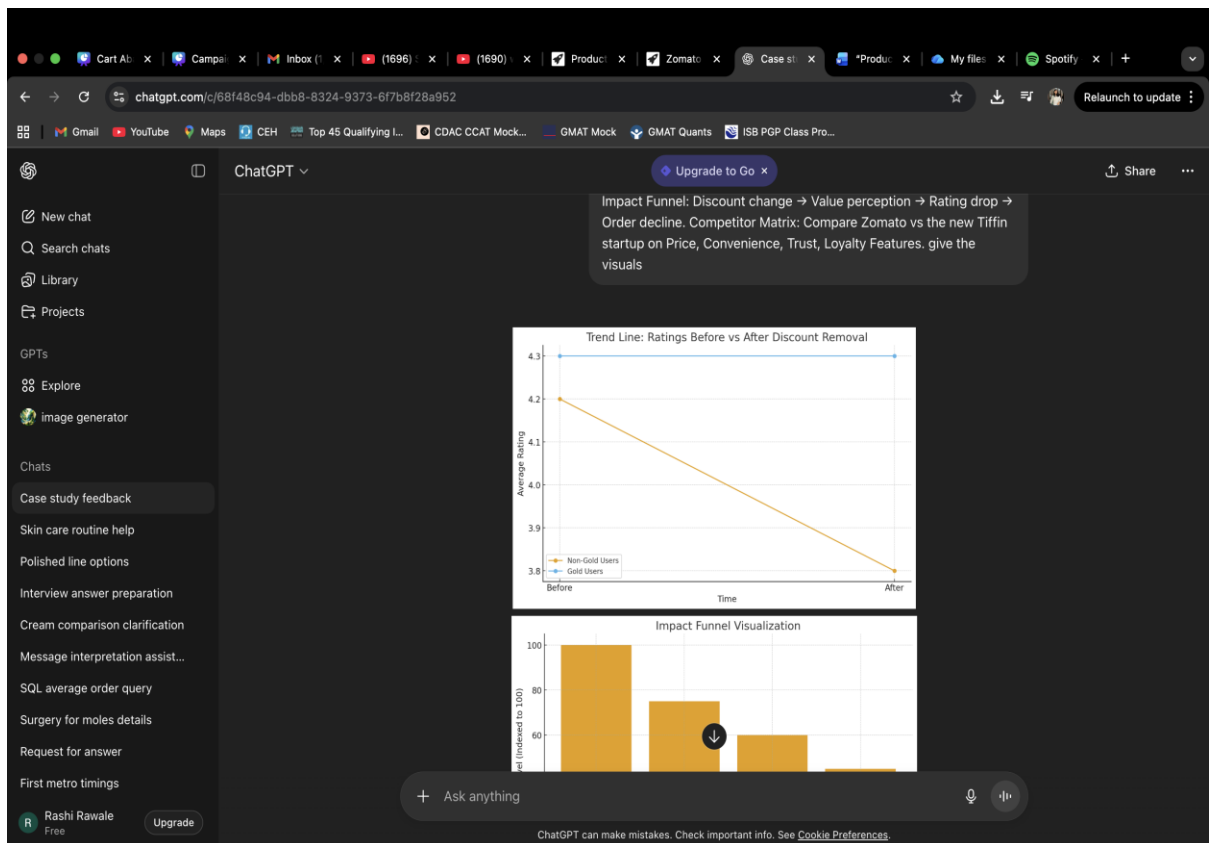 Cart Ab
Campai
Inbox (1
(1696)
(1690)
Product
Zomato
Case st
*Produc
My files
Spotify
chatgpt.com/c/68f48c94-dbb8-8324-9373-6f7b8f28a952
Relaunch to update
Gmail
YouTube
Maps
CEH
Top 45 Qualifying I...
CDAC CCAT Mock...
GMAT Mock
GMAT Quants
ISB PGP Class Pro...
ChatGPT
Upgrade to Go ×
Share
New chat
Search chats
Library
Projects
GPTs
Explore
image generator
Chats
Case study feedback
Skin care routine help
Polished line options
Interview answer preparation
Cream comparison clarification
Message interpretation assist...
SQL average order query
Surgery for moles details
Request for answer
First metro timings
R
Rashi Rawale
Free
Upgrade
Impact Funnel: Discount change → Value perception → Rating drop →
Order decline. Competitor Matrix: Compare Zomato vs the new Tiffin
startup on Price, Convenience, Trust, Loyalty Features. give the
visuals
Trend Line: Ratings Before vs After Discount Removal
4.3
4.2
4.1
4.0
3.9
3.8
Average Rating
Non-Gold Users
Gold Users
Before
After
Time
Impact Funnel Visualization
100
80
60
(Indexed to 100)
Ask anything
ChatGPT can make mistakes. Check important info. See Cookie Preferences.